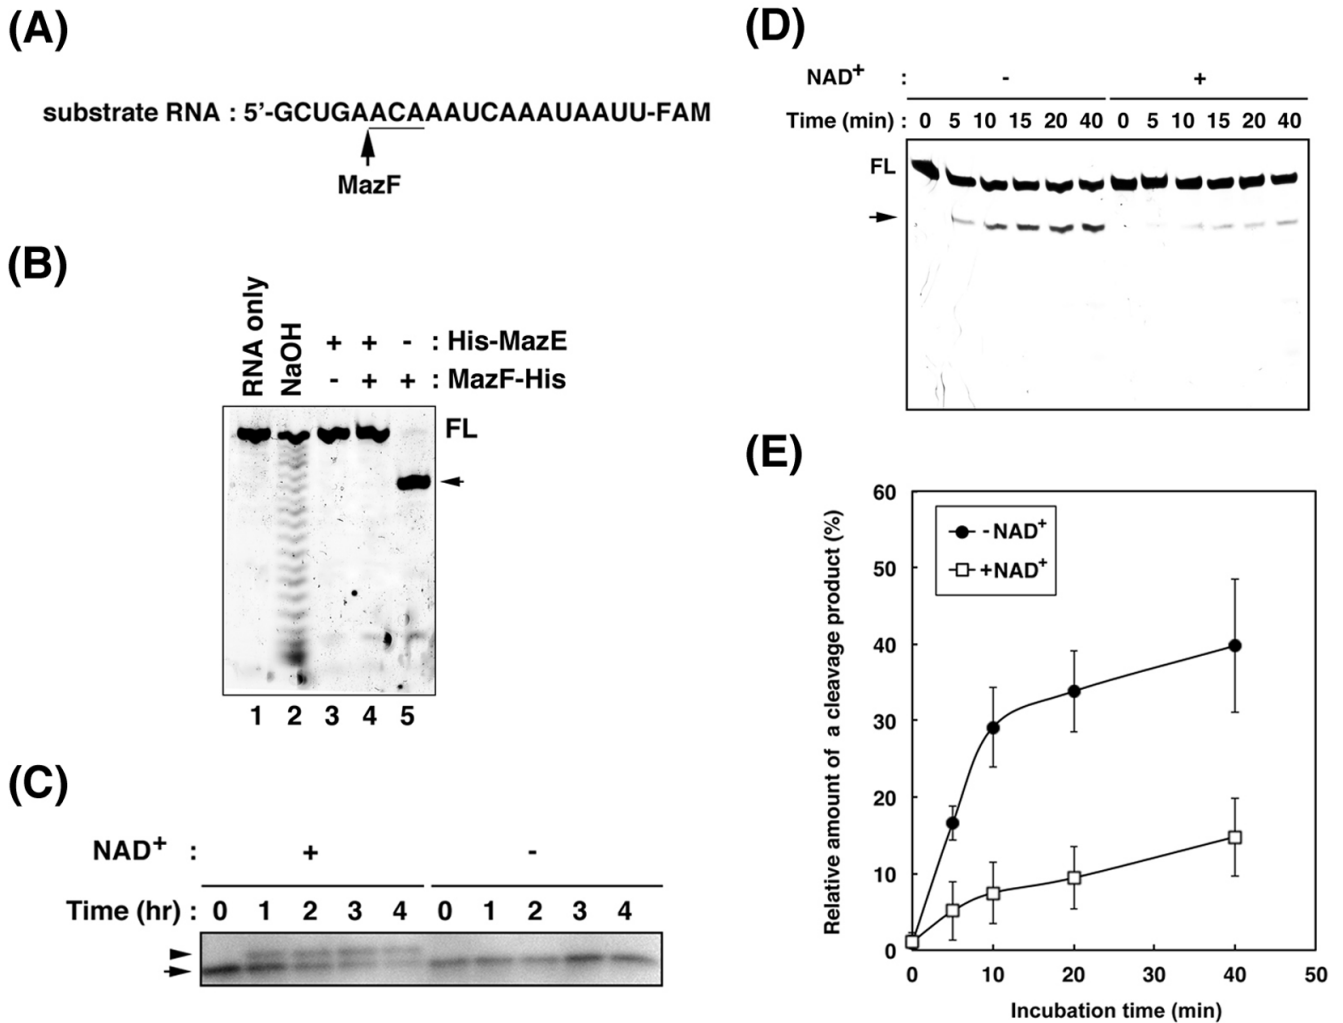 (A)
substrate RNA : 5’-GCUGAACAAAUCAAAUAAUU-FAM
MazF
(B)
RNA only
NaOH
+ + - : His-MazE
- + + : MazF-His
FL
1 2 3 4 5
(C)
NAD+ : + -
Time (hr) : 0 1 2 3 4 0 1 2 3 4
(D)
NAD+ : - +
Time (min) : 0 5 10 15 20 40 0 5 10 15 20 40
FL
(E)
Relative amount of a cleavage product (%)
60
50
40
30
20
10
0
- NAD+
+NAD+
0 10 20 30 40 50
Incubation time (min)